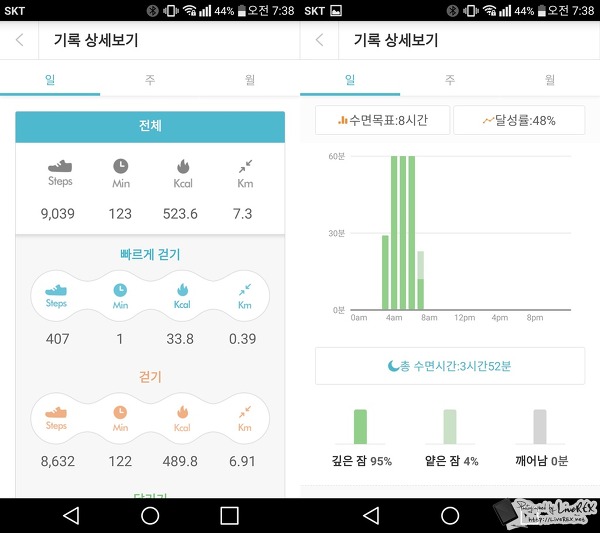 SKT 44% 오전 7:38
기록 상세보기
일 주 월
전체
Steps Min Kcal Km
9,039 123 523.6 7.3
빠르게 걷기
Steps Min Kcal Km
407 1 33.8 0.39
걷기
Steps Min Kcal Km
8,632 122 489.8 6.91
SKT 44% 오전 7:38
기록 상세보기
일 주 월
수면목표:8시간 달성률:48%
60분
30분
0분
0am 4am 8am 12pm 4pm 8pm
총 수면시간:3시간52분
깊은 잠 95% 얕은 잠 4% 깨어남 0분
LiveREX
http://LiveREX.net